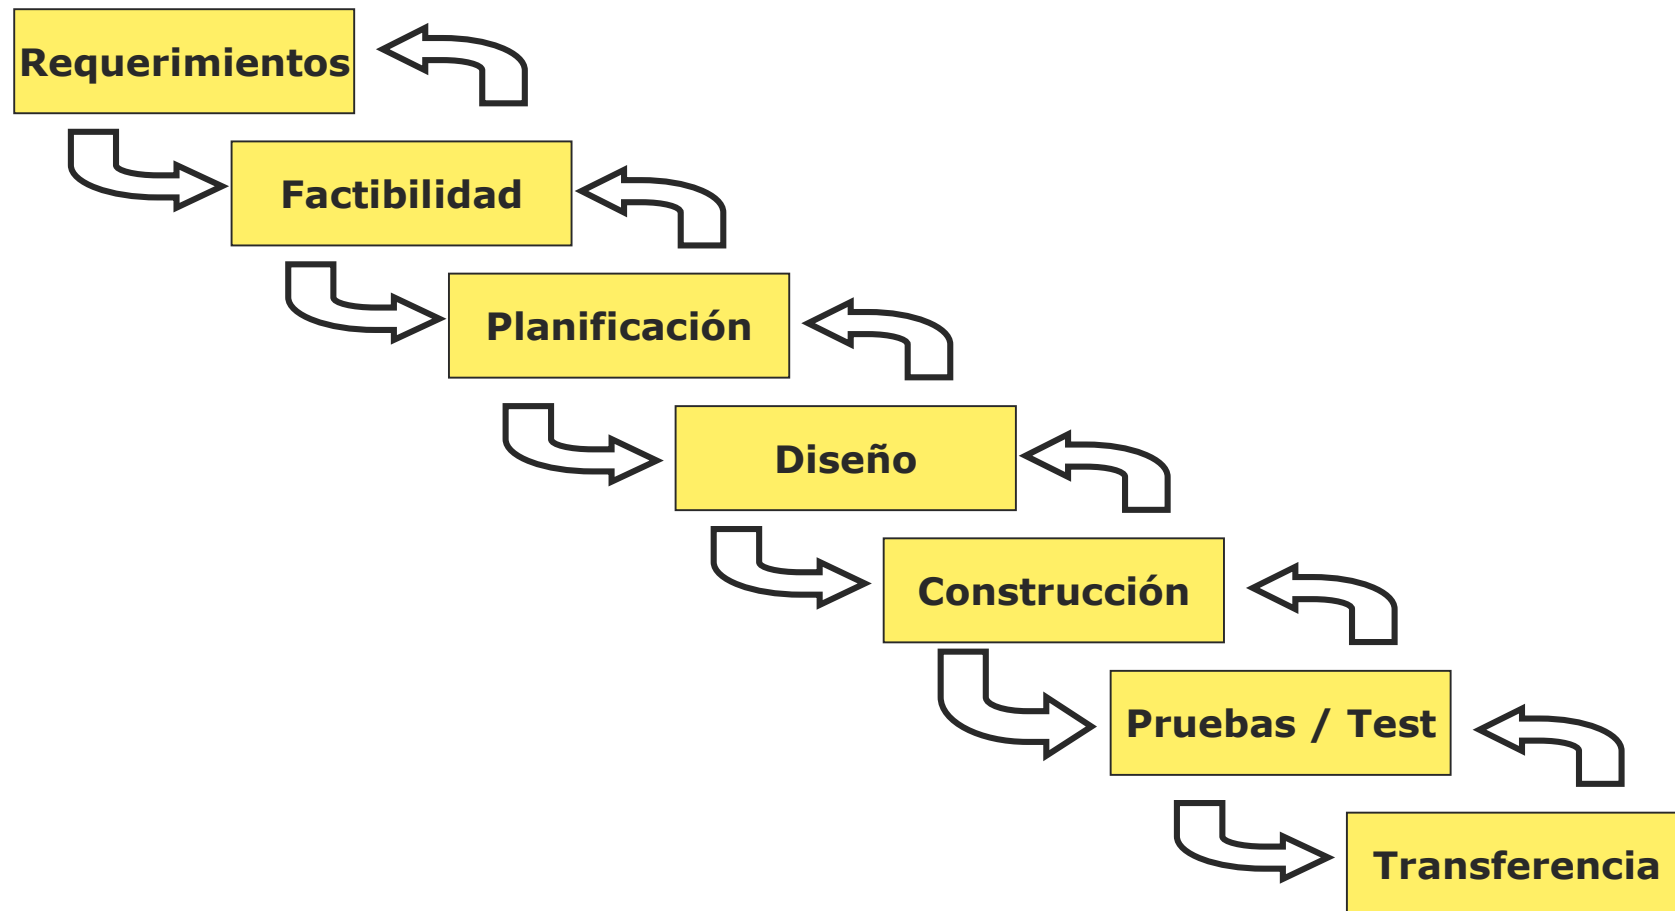 Requerimientos
Factibilidad
Planificación
Diseño
Construcción
Pruebas / Test
Transferencia